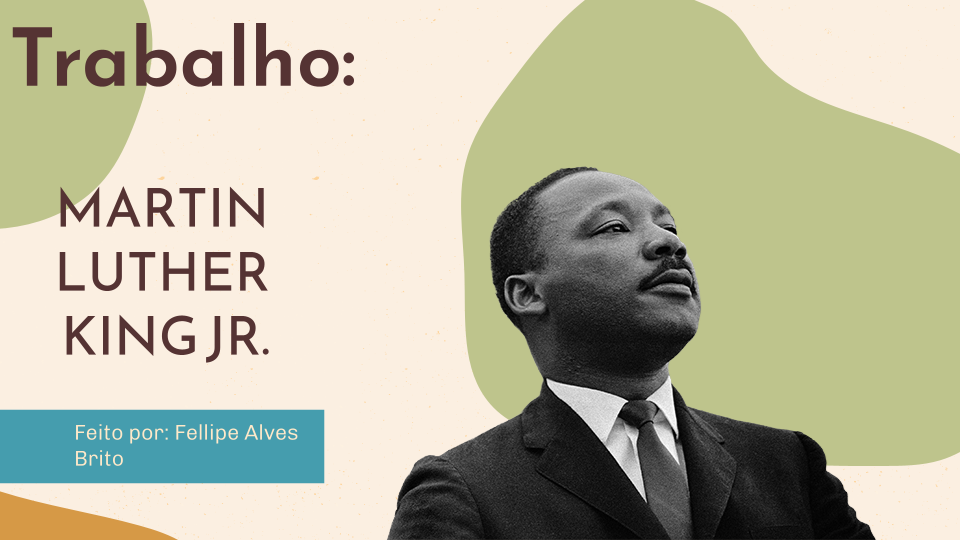 Trabalho:
MARTIN
LUTHER
KING JR.
Feito por: Fellipe Alves
Brito